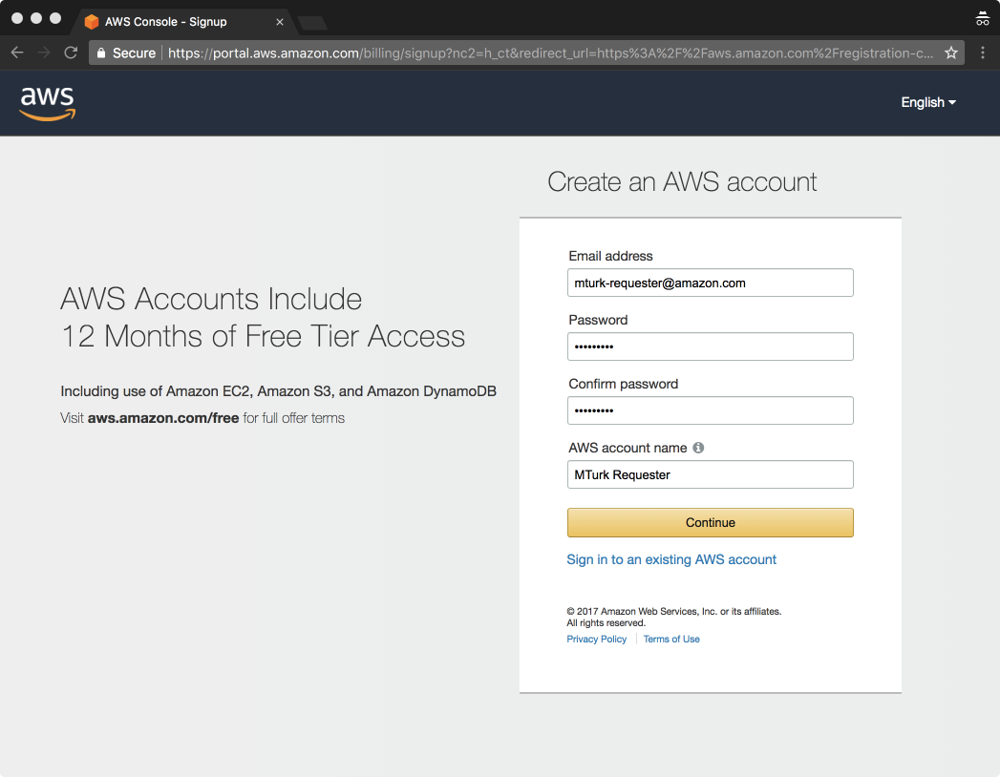 AWS Console - Signup
Secure https://portal.aws.amazon.com/billing/signup?nc2=h_ct&redirect_url=https%3A%2F%2Faws.amazon.com%2Fregistration-c...
aws
English
Create an AWS account
AWS Accounts Include
12 Months of Free Tier Access
Including use of Amazon EC2, Amazon S3, and Amazon DynamoDB
Visit aws.amazon.com/free for full offer terms
Email address
mturk-requester@amazon.com
Password
•••••••••
Confirm password
•••••••••
AWS account name
MTurk Requester
Continue
Sign in to an existing AWS account
© 2017 Amazon Web Services, Inc. or its affiliates.
All rights reserved.
Privacy Policy | Terms of Use